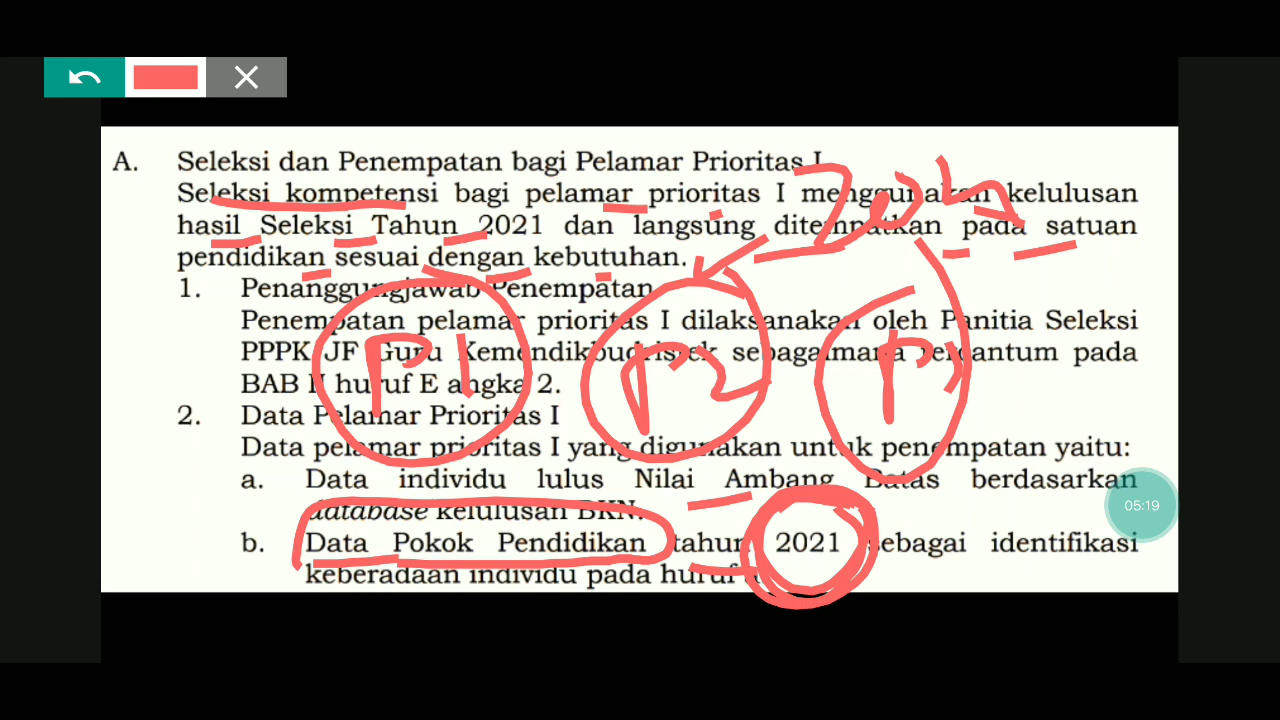 A. Seleksi dan Penempatan bagi Pelamar Prioritas I
Seleksi kompetensi bagi pelamar prioritas I menggunakan kelulusan
hasil Seleksi Tahun 2021 dan langsung ditempatkan pada satuan
pendidikan sesuai dengan kebutuhan.
1. Penanggungjawab Penempatan
Penempatan pelamar prioritas I dilaksanakan oleh Panitia Seleksi
PPPK JF Guru Kemendikbudristek sebagaimana tercantum pada
BAB II huruf E angka 2.
2. Data Pelamar Prioritas I
Data pelamar prioritas I yang digunakan untuk penempatan yaitu:
a. Data individu lulus Nilai Ambang Batas berdasarkan
database kelulusan BKN.
b. Data Pokok Pendidikan tahun 2021 sebagai identifikasi
keberadaan individu pada huruf
P1
P2
05:19